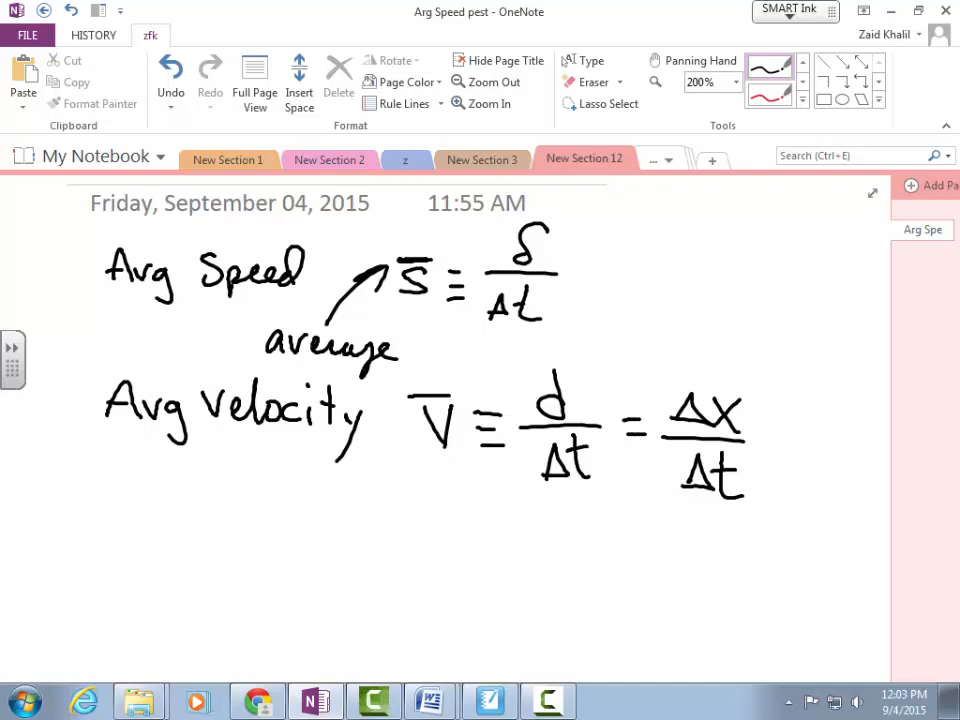 Arg Speed pest - OneNote
SMART Ink
FILE HISTORY zfk
Zaid Khalil
Paste Cut Copy Format Painter
Undo Redo Full Page View Insert Space Delete
Rotate Page Color Rule Lines
Hide Page Title Zoom Out Zoom In
Type Eraser Lasso Select
Panning Hand 200%
Clipboard Format Tools
My Notebook New Section 1 New Section 2 z New Section 3 New Section 12 ... + Search (Ctrl+E)
Add Pa
Arg Spe
Friday, September 04, 2015 11:55 AM
Avg Speed s̅ ≡ δ/Δt
average
Avg Velocity V̅ ≡ d/Δt = Δx/Δt
12:03 PM
9/4/2015